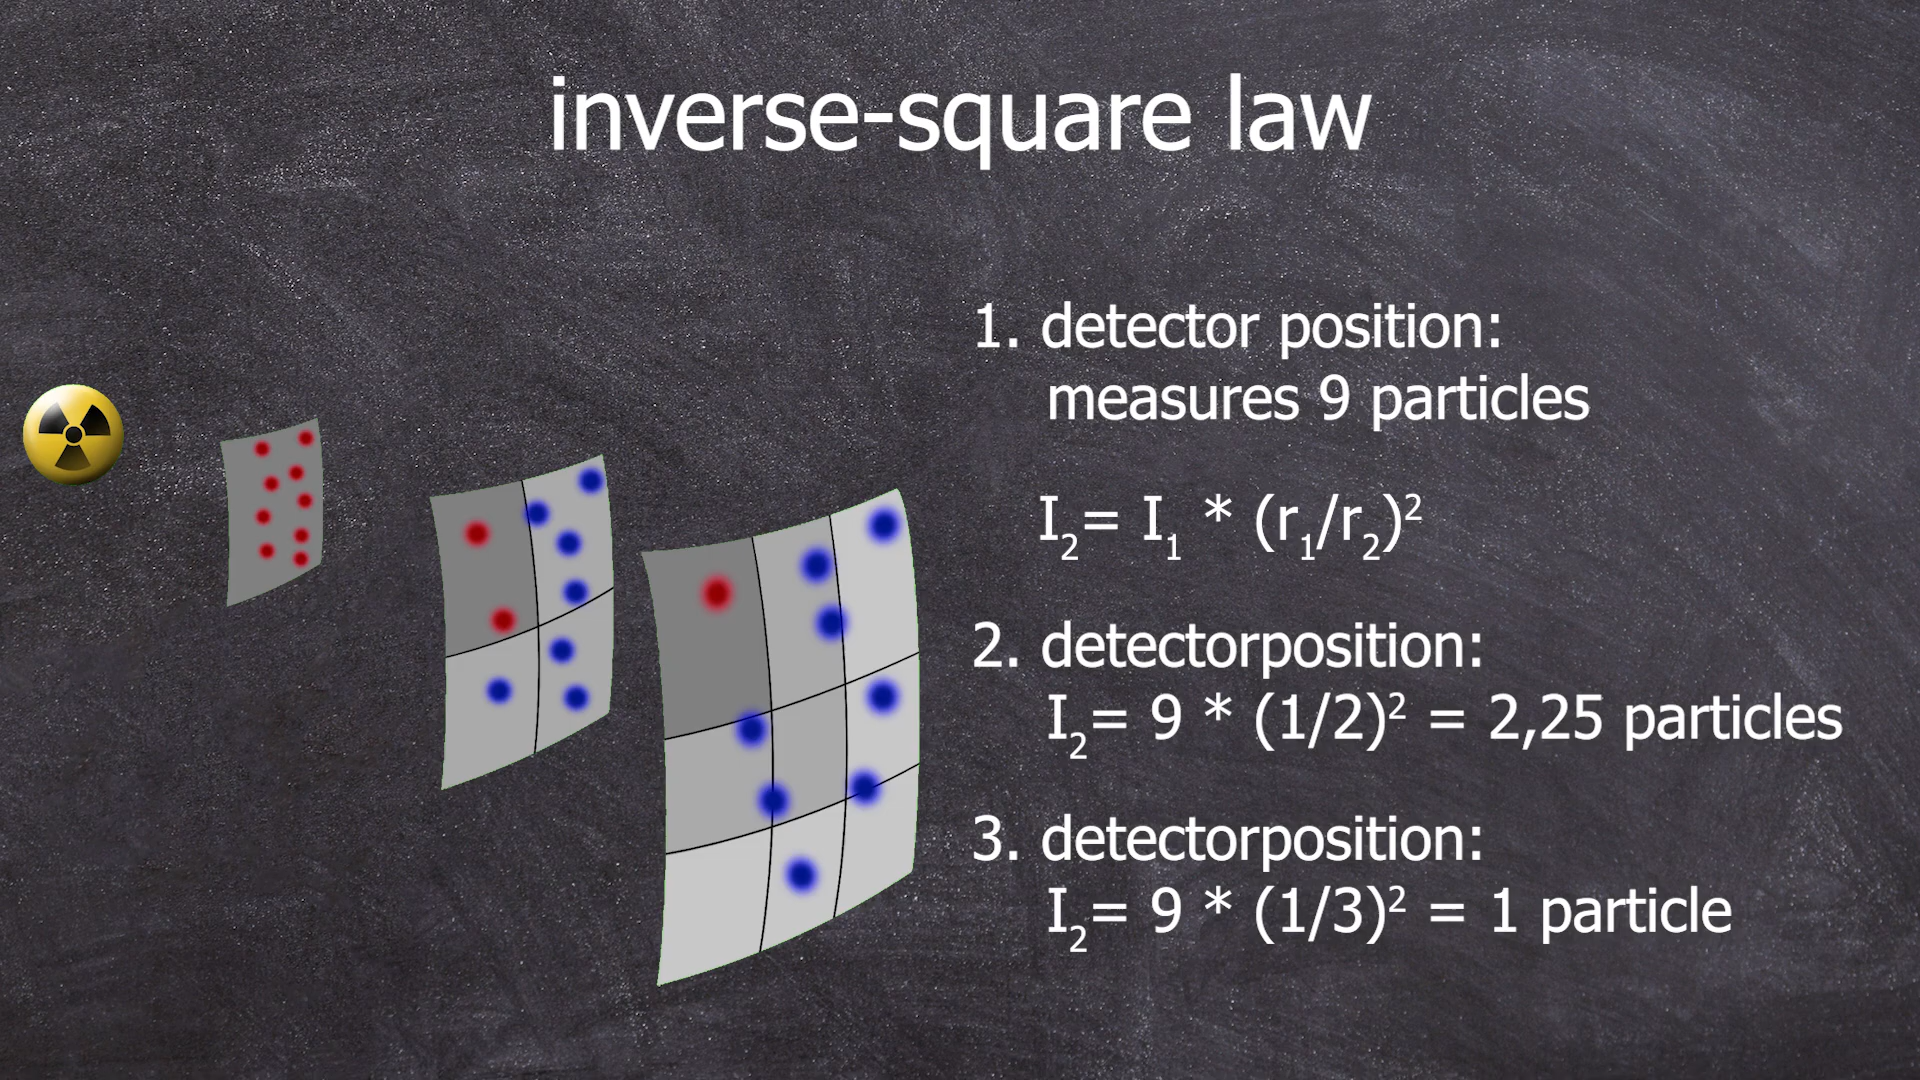 inverse-square law
1. detector position:
measures 9 particles
I₂= I₁ * (r₁/r₂)²
2. detectorposition:
I₂= 9 * (1/2)² = 2,25 particles
3. detectorposition:
I₂= 9 * (1/3)² = 1 particle